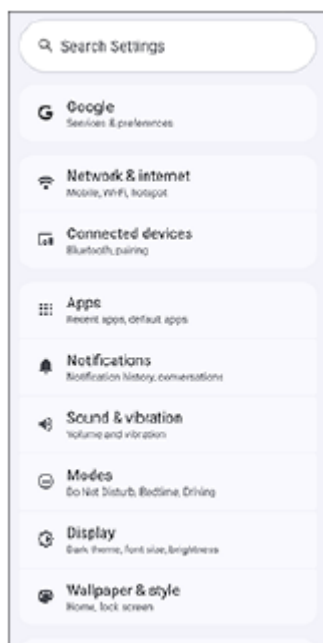 Search Settings
Google
Services & preferences
Network & internet
Mobile, Wi-Fi, hotspot
Connected devices
Bluetooth, pairing
Apps
Recent apps, default apps
Notifications
Notification history, conversations
Sound & vibration
Volume and vibration
Modes
Do Not Disturb, Bedtime, Driving
Display
Dark theme, font size, brightness
Wallpaper & style
Home, lock screen